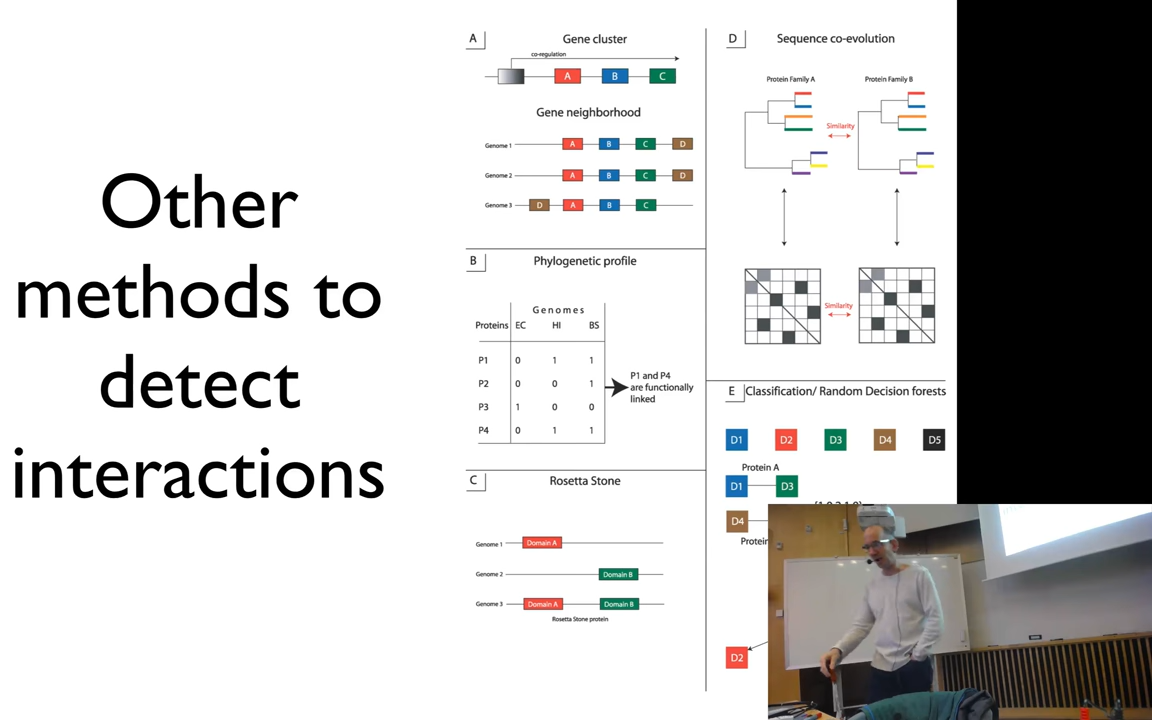 Other
methods to
detect
interactions
A
Gene cluster
co-regulation
A B C
Gene neighborhood
Genome 1 A B C D
Genome 2 A B C D
Genome 3 D A B C
B
Phylogenetic profile
Genomes
Proteins EC HI BS
P1 0 1 1
P2 0 0 1
P3 1 0 0
P4 0 1 1
P1 and P4
are functionally
linked
C
Rosetta Stone
Genome 1 Domain A
Genome 2 Domain B
Genome 3 Domain A Domain B
Rosetta Stone protein
D
Sequence co-evolution
Protein Family A Protein Family B
Similarity
Similarity
E
Classification/ Random Decision forests
D1 D2 D3 D4 D5
Protein A
D1 D3
D4
Protein
D2